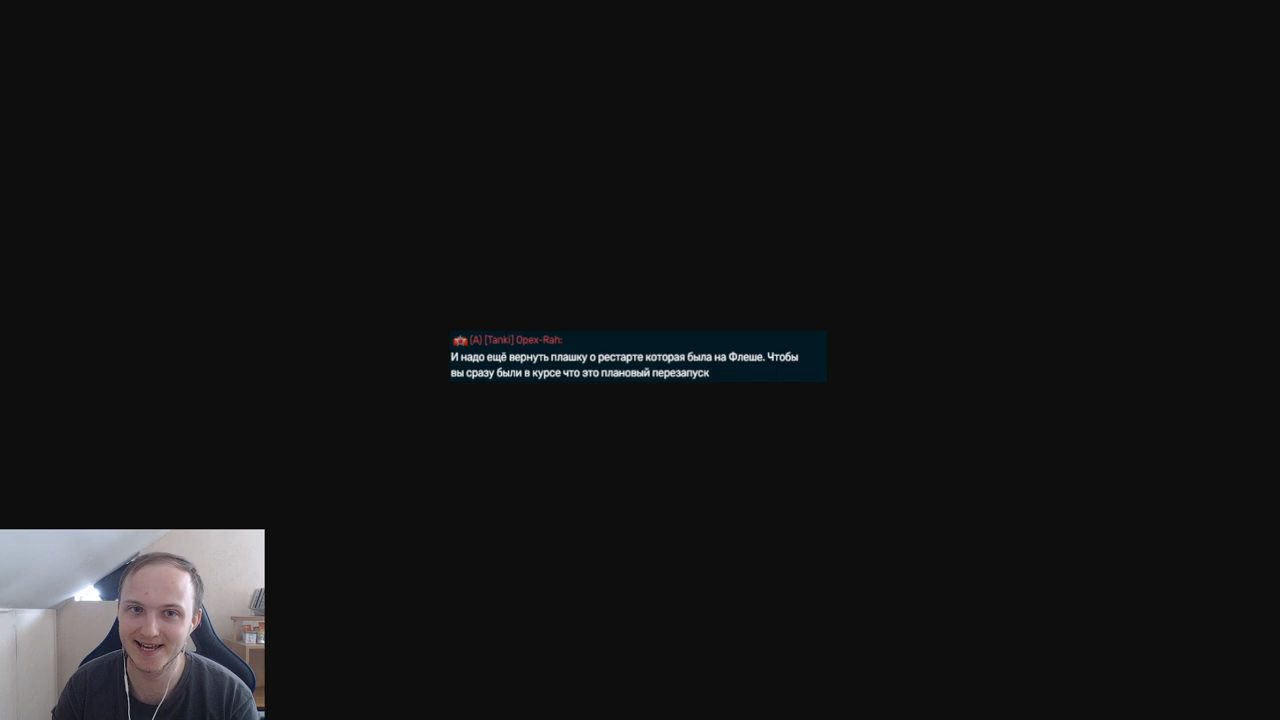 (A) [Tanki] Opex-Rah:
И надо ещё вернуть плашку о рестарте которая была на Флеше. Чтобы
вы сразу были в курсе что это плановый перезапуск